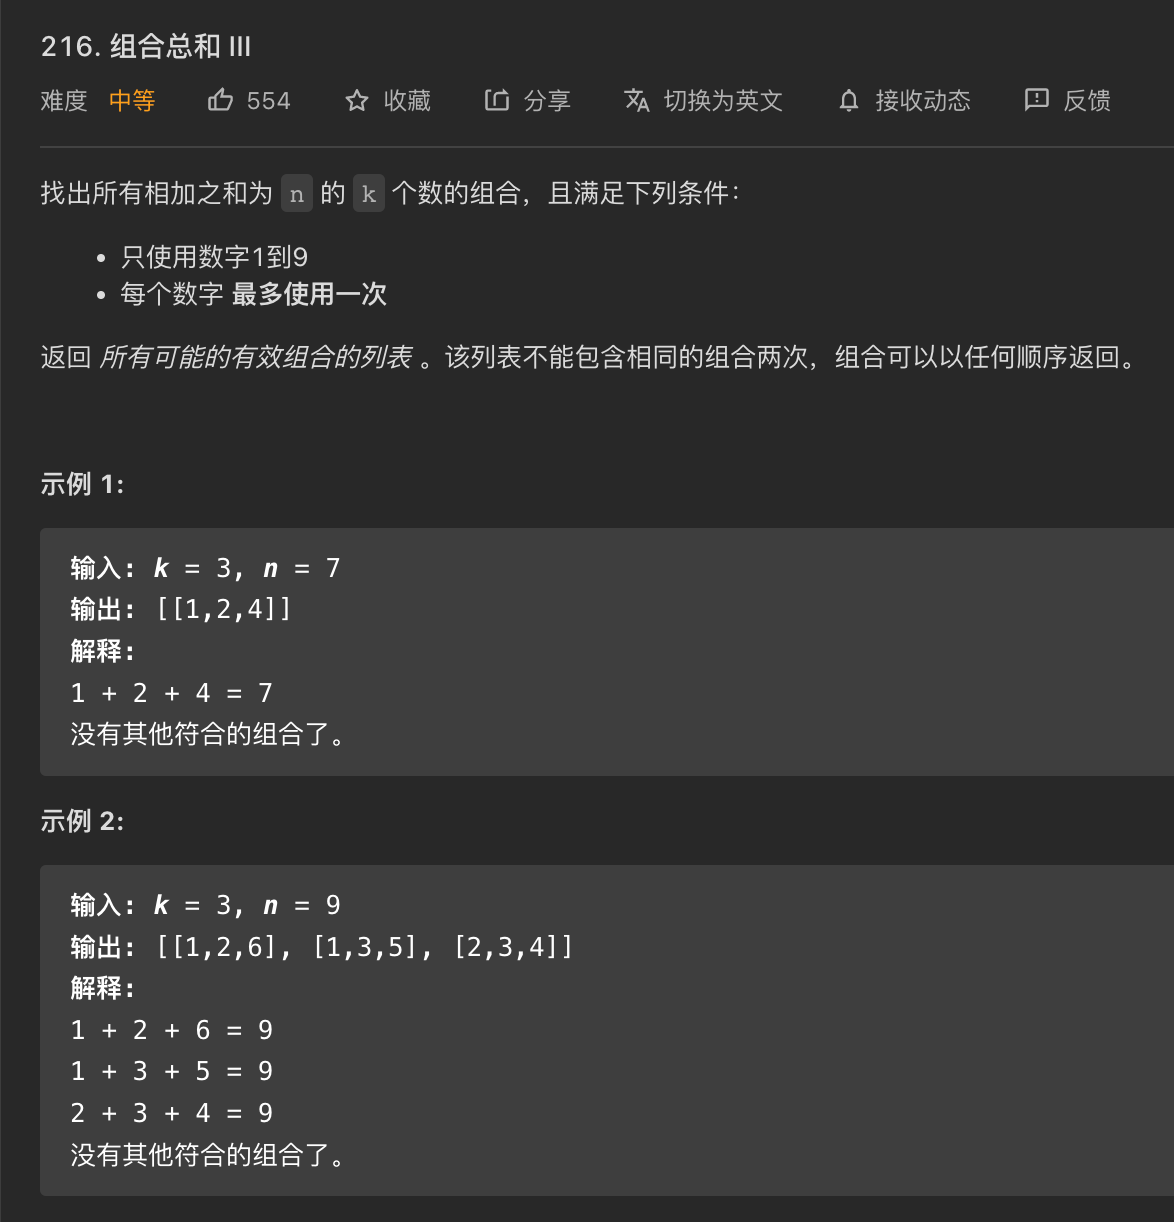 216. 组合总和 III
难度 中等 554 收藏 分享 切换为英文 接收动态 反馈
找出所有相加之和为 n 的 k 个数的组合，且满足下列条件：
只使用数字1到9
每个数字 最多使用一次
返回 所有可能的有效组合的列表 。该列表不能包含相同的组合两次，组合可以以任何顺序返回。
示例 1:
输入: k = 3, n = 7
输出: [[1,2,4]]
解释:
1 + 2 + 4 = 7
没有其他符合的组合了。
示例 2:
输入: k = 3, n = 9
输出: [[1,2,6], [1,3,5], [2,3,4]]
解释:
1 + 2 + 6 = 9
1 + 3 + 5 = 9
2 + 3 + 4 = 9
没有其他符合的组合了。